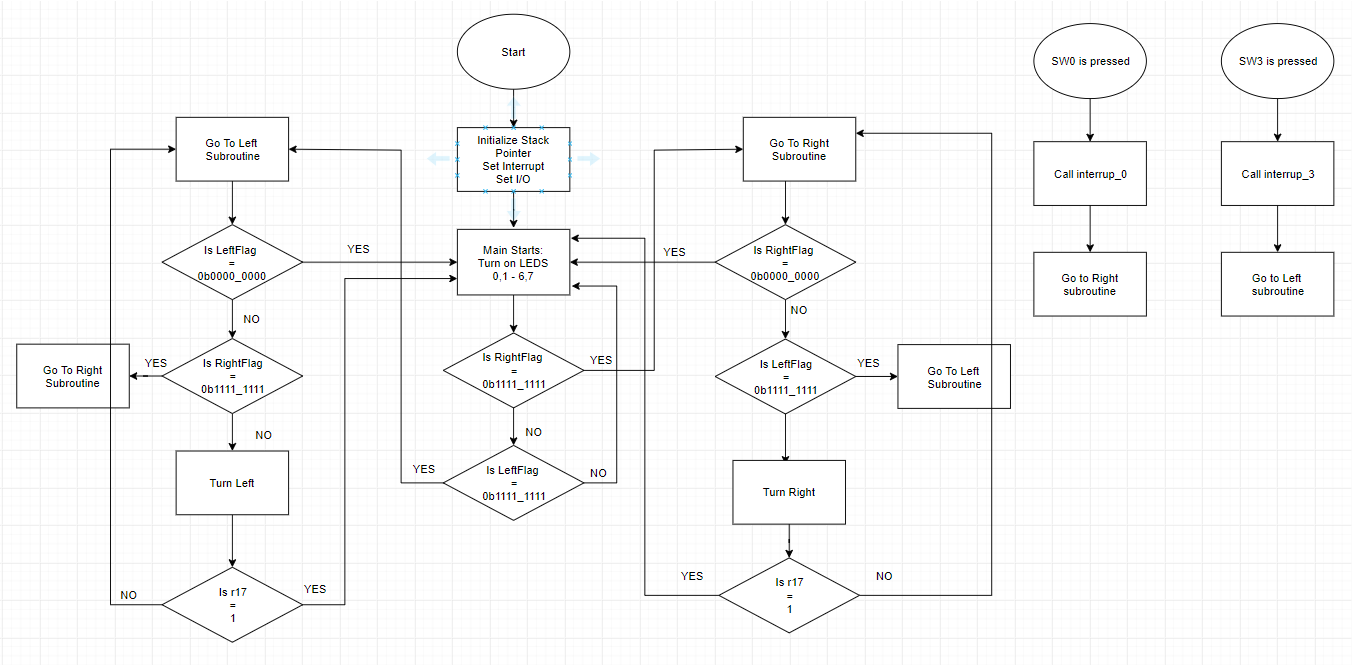 Start
SW0 is pressed
SW3 is pressed
Initialize Stack
Pointer
Set Interrupt
Set I/O
Go To Left
Subroutine
Go To Right
Subroutine
Call interrup_0
Call interrup_3
Is LeftFlag
=
0b0000_0000
YES
Main Starts:
Turn on LEDS
0,1 - 6,7
YES
Is RightFlag
=
0b0000_0000
Go to Right
subroutine
Go to Left
subroutine
NO
NO
Go To Right
Subroutine
YES
Is RightFlag
=
0b1111_1111
Is RightFlag
=
0b1111_1111
YES
Is LeftFlag
=
0b1111_1111
YES
Go To Left
Subroutine
NO
NO
Turn Left
YES
Is LeftFlag
=
0b1111_1111
NO
Turn Right
NO
Is r17
=
1
YES
YES
Is r17
=
1
NO